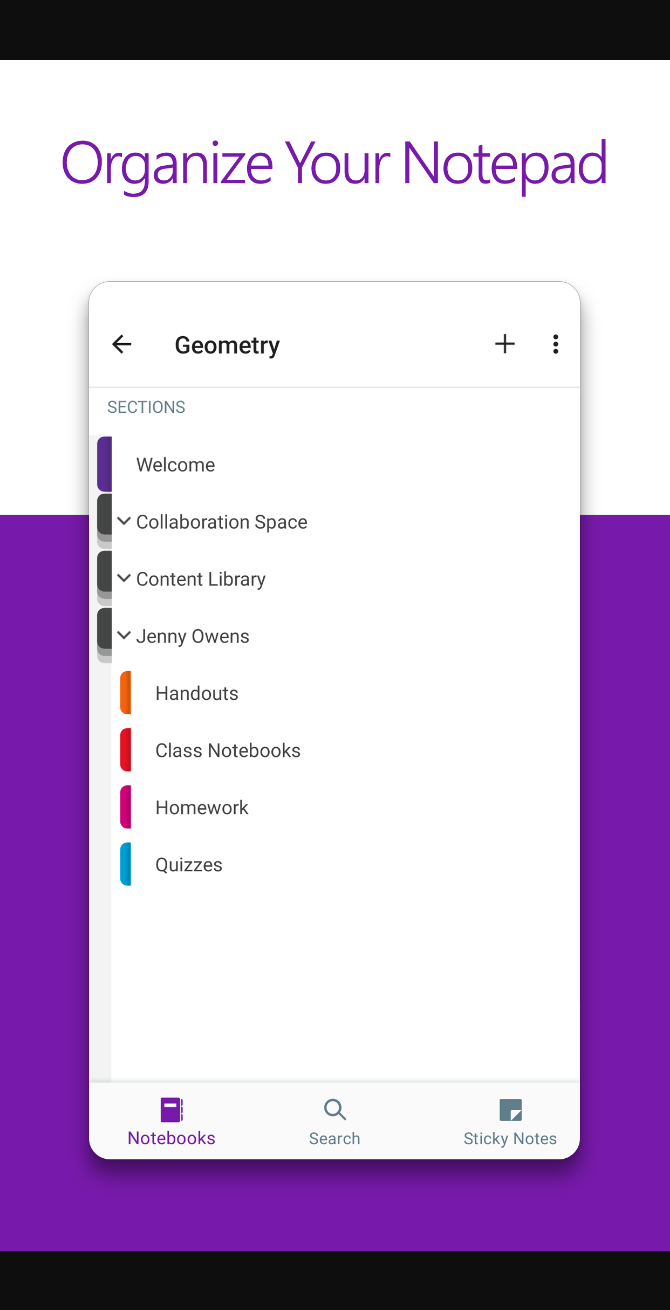 Organize Your Notepad
Geometry
SECTIONS
Welcome
Collaboration Space
Content Library
Jenny Owens
Handouts
Class Notebooks
Homework
Quizzes
Notebooks
Search
Sticky Notes